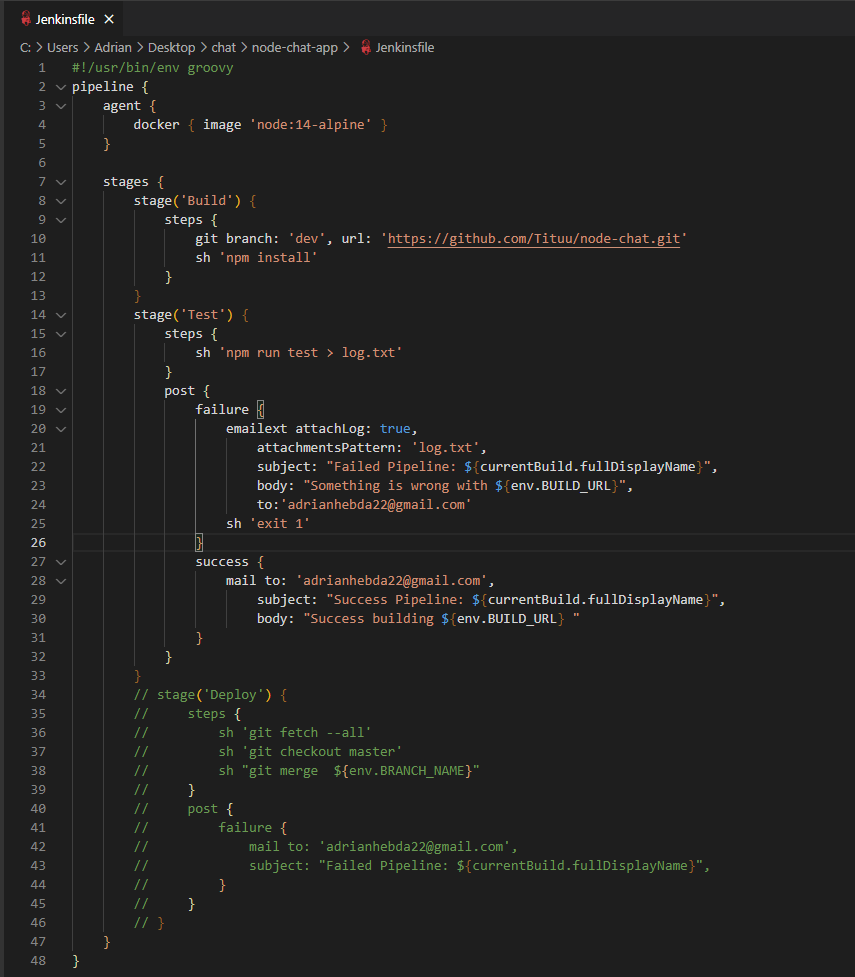 Jenkinsfile ×
C: > Users > Adrian > Desktop > chat > node-chat-app > Jenkinsfile
1 #!/usr/bin/env groovy
2 pipeline {
3     agent {
4         docker { image 'node:14-alpine' }
5     }
6
7     stages {
8         stage('Build') {
9             steps {
10                 git branch: 'dev', url: 'https://github.com/Tituu/node-chat.git'
11                 sh 'npm install'
12             }
13         }
14         stage('Test') {
15             steps {
16                 sh 'npm run test > log.txt'
17             }
18             post {
19                 failure {
20                     emailext attachLog: true,
21                         attachmentsPattern: 'log.txt',
22                         subject: "Failed Pipeline: ${currentBuild.fullDisplayName}",
23                         body: "Something is wrong with ${env.BUILD_URL}",
24                         to:'adrianhebda22@gmail.com'
25                     sh 'exit 1'
26                 }
27                 success {
28                     mail to: 'adrianhebda22@gmail.com',
29                         subject: "Success Pipeline: ${currentBuild.fullDisplayName}",
30                         body: "Success building ${env.BUILD_URL} "
31                 }
32             }
33         }
34         // stage('Deploy') {
35         //     steps {
36         //         sh 'git fetch --all'
37         //         sh 'git checkout master'
38         //         sh "git merge  ${env.BRANCH_NAME}"
39         //     }
40         //     post {
41         //         failure {
42         //             mail to: 'adrianhebda22@gmail.com',
43         //             subject: "Failed Pipeline: ${currentBuild.fullDisplayName}",
44         //         }
45         //     }
46         // }
47     }
48 }